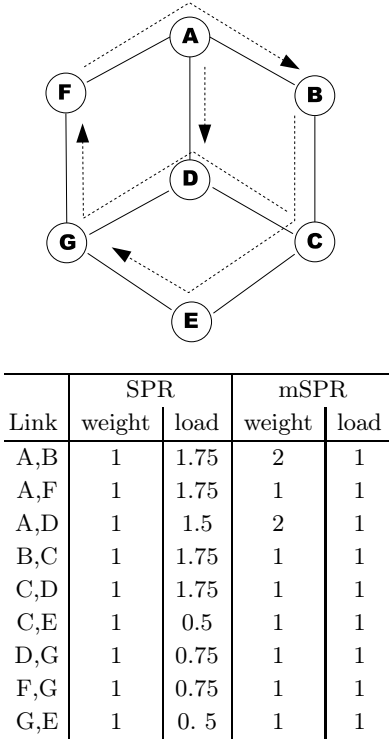 A
F
B
D
G
C
E
SPR mSPR
Link weight load weight load
A,B 1 1.75 2 1
A,F 1 1.75 1 1
A,D 1 1.5 2 1
B,C 1 1.75 1 1
C,D 1 1.75 1 1
C,E 1 0.5 1 1
D,G 1 0.75 1 1
F,G 1 0.75 1 1
G,E 1 0. 5 1 1